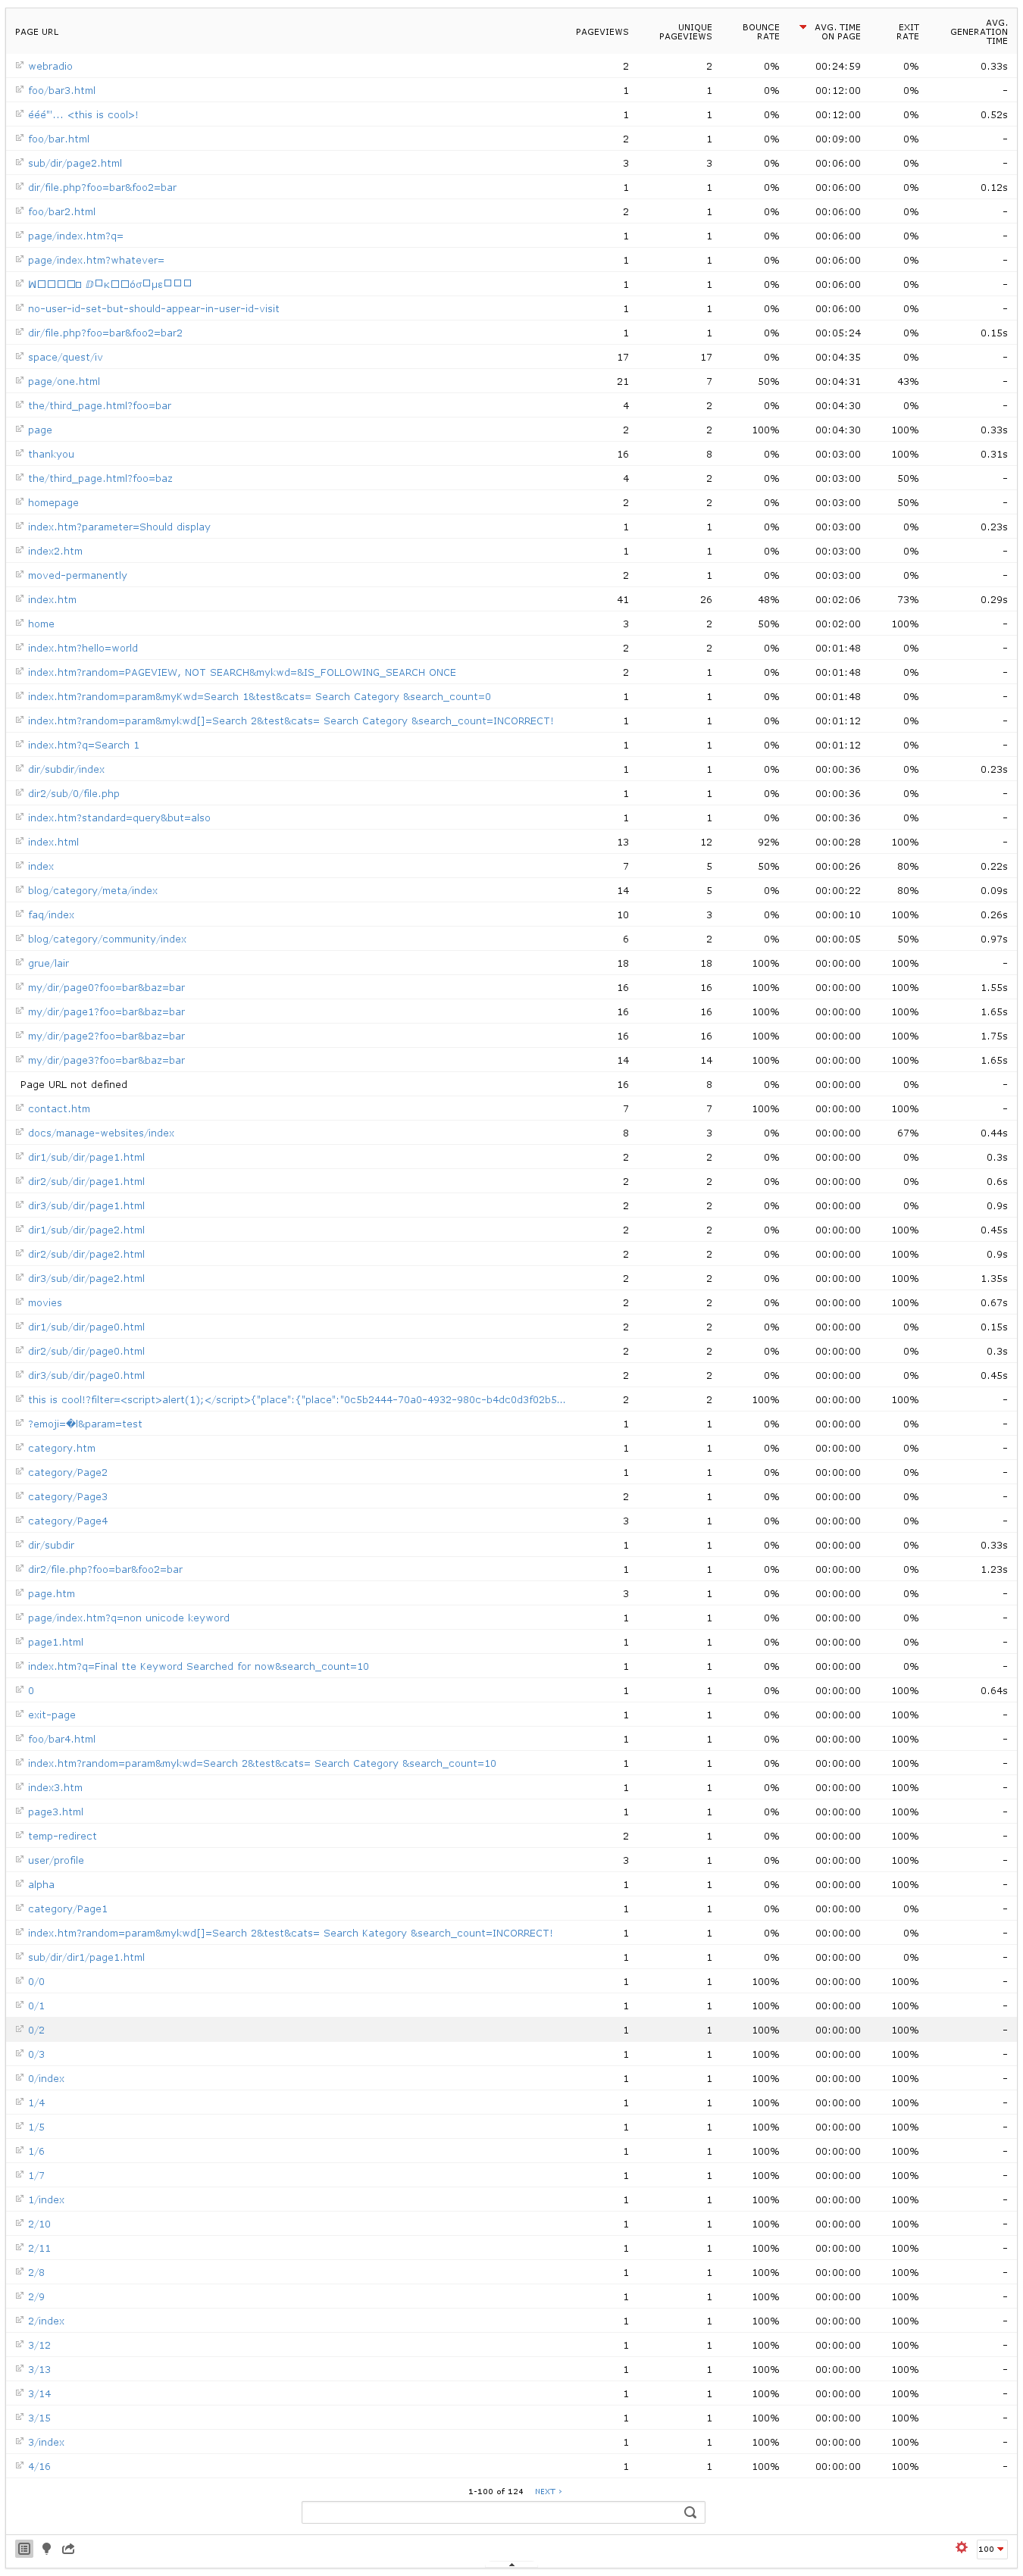 PAGE URL PAGEVIEWS UNIQUE PAGEVIEWS BOUNCE RATE AVG. TIME ON PAGE EXIT RATE AVG. GENERATION TIME
webradio 2 2 0% 00:24:59 0% 0.33s
foo/bar3.html 1 1 0% 00:12:00 0% -
ééé"'... <this is cool>! 1 1 0% 00:12:00 0% 0.52s
foo/bar.html 2 1 0% 00:09:00 0% -
sub/dir/page2.html 3 3 0% 00:06:00 0% -
dir/file.php?foo=bar&foo2=bar 1 1 0% 00:06:00 0% 0.12s
foo/bar2.html 2 1 0% 00:06:00 0% -
page/index.htm?q= 1 1 0% 00:06:00 0% -
page/index.htm?whatever= 1 1 0% 00:06:00 0% -
1 1 0% 00:06:00 0% -
no-user-id-set-but-should-appear-in-user-id-visit 1 1 0% 00:06:00 0% -
dir/file.php?foo=bar&foo2=bar2 1 1 0% 00:05:24 0% 0.15s
space/quest/iv 17 17 0% 00:04:35 0% -
page/one.html 21 7 50% 00:04:31 43% -
the/third_page.html?foo=bar 4 2 0% 00:04:30 0% -
page 2 2 100% 00:04:30 100% 0.33s
thankyou 16 8 0% 00:03:00 100% 0.31s
the/third_page.html?foo=baz 4 2 0% 00:03:00 50% -
homepage 2 2 0% 00:03:00 50% -
index.htm?parameter=Should display 1 1 0% 00:03:00 0% 0.23s
index2.htm 1 1 0% 00:03:00 0% -
moved-permanently 2 1 0% 00:03:00 0% -
index.htm 41 26 48% 00:02:06 73% 0.29s
home 3 2 50% 00:02:00 100% -
index.htm?hello=world 2 2 0% 00:01:48 0% -
index.htm?random=PAGEVIEW, NOT SEARCH&mykwd=&IS_FOLLOWING_SEARCH ONCE 2 1 0% 00:01:48 0% -
index.htm?random=param&myKwd=Search 1&test&cats= Search Category &search_count=0 1 1 0% 00:01:48 0% -
index.htm?random=param&mykwd[]=Search 2&test&cats= Search Category &search_count=INCORRECT! 1 1 0% 00:01:12 0% -
index.htm?q=Search 1 1 1 0% 00:01:12 0% -
dir/subdir/index 1 1 0% 00:00:36 0% 0.23s
dir2/sub/0/file.php 1 1 0% 00:00:36 0% -
index.htm?standard=query&but=also 1 1 0% 00:00:36 0% -
index.html 13 12 92% 00:00:28 100% -
index 7 5 50% 00:00:26 80% 0.22s
blog/category/meta/index 14 5 0% 00:00:22 80% 0.09s
faq/index 10 3 0% 00:00:10 100% 0.26s
blog/category/community/index 6 2 0% 00:00:05 50% 0.97s
grue/lair 18 18 100% 00:00:00 100% -
my/dir/page0?foo=bar&baz=bar 16 16 100% 00:00:00 100% 1.55s
my/dir/page1?foo=bar&baz=bar 16 16 100% 00:00:00 100% 1.65s
my/dir/page2?foo=bar&baz=bar 16 16 100% 00:00:00 100% 1.75s
my/dir/page3?foo=bar&baz=bar 14 14 100% 00:00:00 100% 1.65s
Page URL not defined 16 8 0% 00:00:00 0% -
contact.htm 7 7 100% 00:00:00 100% -
docs/manage-websites/index 8 3 0% 00:00:00 67% 0.44s
dir1/sub/dir/page1.html 2 2 0% 00:00:00 0% 0.3s
dir2/sub/dir/page1.html 2 2 0% 00:00:00 0% 0.6s
dir3/sub/dir/page1.html 2 2 0% 00:00:00 0% 0.9s
dir1/sub/dir/page2.html 2 2 0% 00:00:00 100% 0.45s
dir2/sub/dir/page2.html 2 2 0% 00:00:00 100% 0.9s
dir3/sub/dir/page2.html 2 2 0% 00:00:00 100% 1.35s
movies 2 2 0% 00:00:00 100% 0.67s
dir1/sub/dir/page0.html 2 2 0% 00:00:00 0% 0.15s
dir2/sub/dir/page0.html 2 2 0% 00:00:00 0% 0.3s
dir3/sub/dir/page0.html 2 2 0% 00:00:00 0% 0.45s
this is cool!?filter=<script>alert(1);</script>{"place":{"place":"0c5b2444-70a0-4932-980c-b4dc0d3f02b5... 2 2 100% 00:00:00 100% -
?emoji=�l&param=test 1 1 0% 00:00:00 0% -
category.htm 1 1 0% 00:00:00 0% -
category/Page2 1 1 0% 00:00:00 0% -
category/Page3 2 1 0% 00:00:00 0% -
category/Page4 3 1 0% 00:00:00 0% -
dir/subdir 1 1 0% 00:00:00 0% 0.33s
dir2/file.php?foo=bar&foo2=bar 1 1 0% 00:00:00 0% 1.23s
page.htm 3 1 0% 00:00:00 0% -
page/index.htm?q=non unicode keyword 1 1 0% 00:00:00 0% -
page1.html 1 1 0% 00:00:00 0% -
index.htm?q=Final tte Keyword Searched for now&search_count=10 1 1 0% 00:00:00 0% -
0 1 1 0% 00:00:00 100% 0.64s
exit-page 1 1 0% 00:00:00 100% -
foo/bar4.html 1 1 0% 00:00:00 100% -
index.htm?random=param&mykwd=Search 2&test&cats= Search Category &search_count=10 1 1 0% 00:00:00 100% -
index3.htm 1 1 0% 00:00:00 100% -
page3.html 1 1 0% 00:00:00 100% -
temp-redirect 2 1 0% 00:00:00 100% -
user/profile 3 1 0% 00:00:00 100% -
alpha 1 1 0% 00:00:00 100% -
category/Page1 1 1 0% 00:00:00 0% -
index.htm?random=param&mykwd[]=Search 2&test&cats= Search Kategory &search_count=INCORRECT! 1 1 0% 00:00:00 0% -
sub/dir/dir1/page1.html 1 1 0% 00:00:00 0% -
0/0 1 1 100% 00:00:00 100% -
0/1 1 1 100% 00:00:00 100% -
0/2 1 1 100% 00:00:00 100% -
0/3 1 1 100% 00:00:00 100% -
0/index 1 1 100% 00:00:00 100% -
1/4 1 1 100% 00:00:00 100% -
1/5 1 1 100% 00:00:00 100% -
1/6 1 1 100% 00:00:00 100% -
1/7 1 1 100% 00:00:00 100% -
1/index 1 1 100% 00:00:00 100% -
2/10 1 1 100% 00:00:00 100% -
2/11 1 1 100% 00:00:00 100% -
2/8 1 1 100% 00:00:00 100% -
2/9 1 1 100% 00:00:00 100% -
2/index 1 1 100% 00:00:00 100% -
3/12 1 1 100% 00:00:00 100% -
3/13 1 1 100% 00:00:00 100% -
3/14 1 1 100% 00:00:00 100% -
3/15 1 1 100% 00:00:00 100% -
3/index 1 1 100% 00:00:00 100% -
4/16 1 1 100% 00:00:00 100% -
1-100 of 124 NEXT ›
100